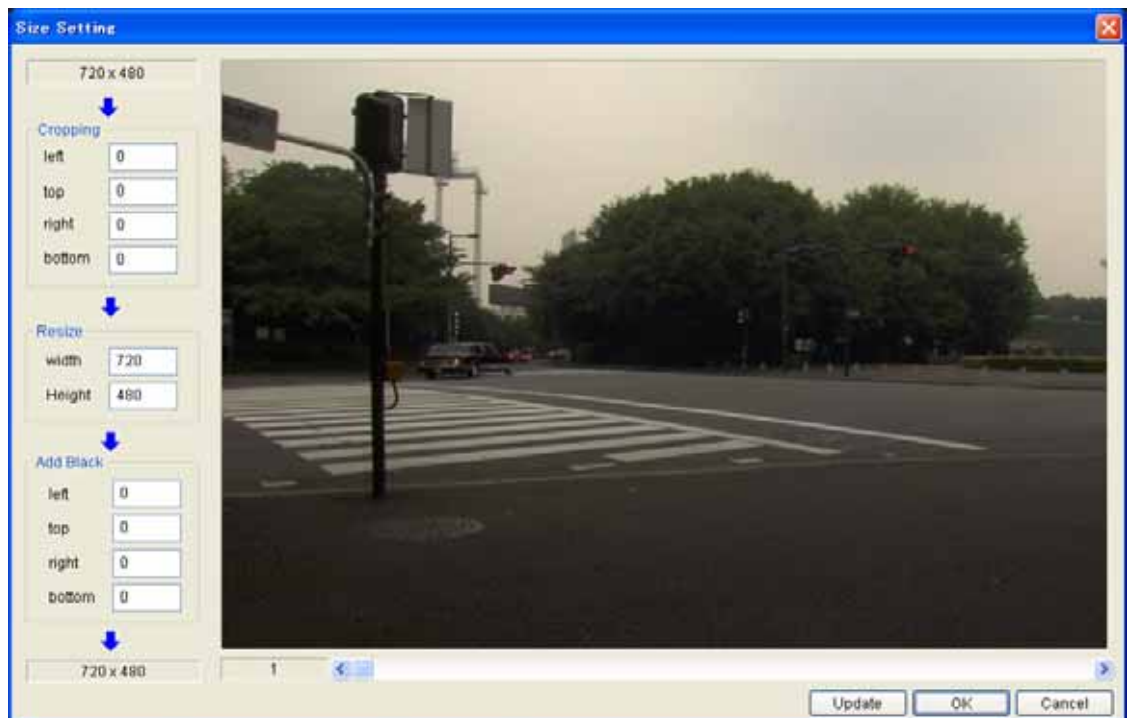 Size Setting
720 x 480
Cropping
left 0
top 0
right 0
bottom 0
Resize
width 720
Height 480
Add Black
left 0
top 0
right 0
bottom 0
720 x 480
1
Update OK Cancel